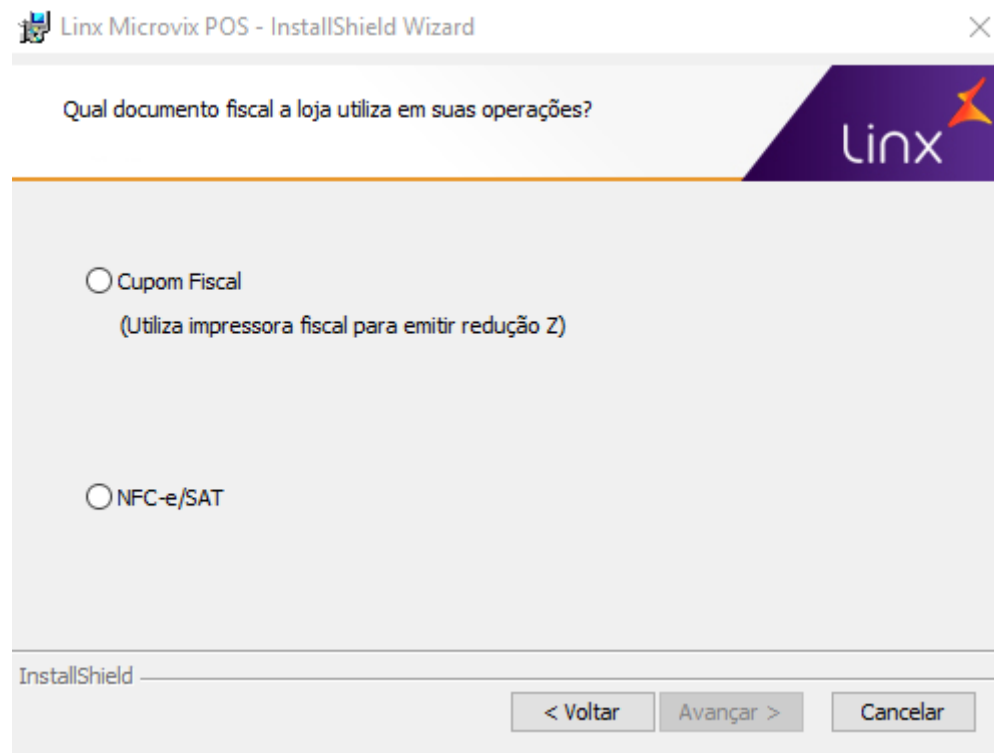 Linx Microvix POS - InstallShield Wizard
Qual documento fiscal a loja utiliza em suas operações?
Linx
Cupom Fiscal
(Utiliza impressora fiscal para emitir redução Z)
NFC-e/SAT
InstallShield
< Voltar
Avançar >
Cancelar